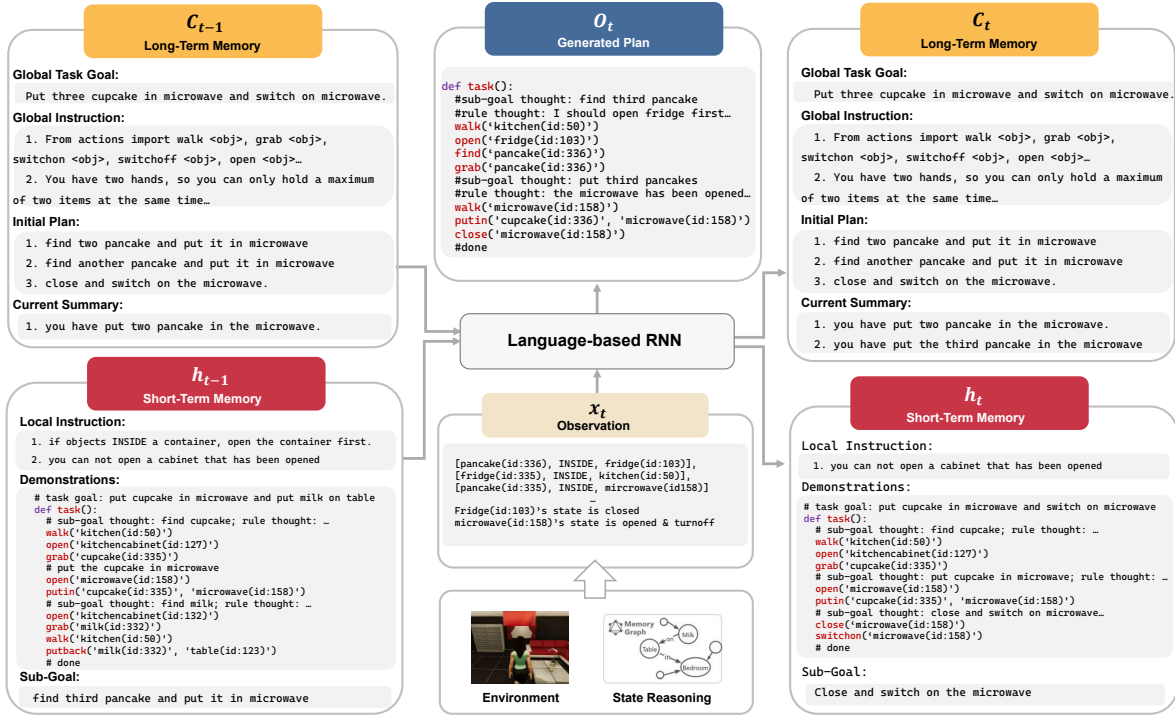 C_{t−1}
Long-Term Memory
Global Task Goal:
Put three cupcake in microwave and switch on microwave.
Global Instruction:
1. From actions import walk <obj>, grab <obj>,
switchon <obj>, switchoff <obj>, open <obj>…
2. You have two hands, so you can only hold a maximum
of two items at the same time…
Initial Plan:
1. find two pancake and put it in microwave
2. find another pancake and put it in microwave
3. close and switch on the microwave.
Current Summary:
1. you have put two pancake in the microwave.
h_{t−1}
Short-Term Memory
Local Instruction:
1. if objects INSIDE a container, open the container first.
2. you can not open a cabinet that has been opened
Demonstrations:
# task goal: put cupcake in microwave and put milk on table
def task():
# sub-goal thought: find cupcake; rule thought: …
walk('kitchen(id:50)')
open('kitchencabinet(id:127)')
grab('cupcake(id:335)')
# put the cupcake in microwave
open('microwave(id:158)')
putin('cupcake(id:335)', 'microwave(id:158)')
# sub-goal thought: find milk; rule thought: …
open('kitchencabinet(id:132)')
grab('milk(id:332)')
walk('kitchen(id:50)')
putback('milk(id:332)', 'table(id:123)')
# done
Sub-Goal:
find third pancake and put it in microwave
O_t
Generated Plan
def task():
#sub-goal thought: find third pancake
#rule thought: I should open fridge first…
walk(‘kitchen(id:50)’)
open(‘fridge(id:103)’)
find(‘pancake(id:336)’)
grab(‘pancake(id:336)’)
#sub-goal thought: put third pancakes
#rule thought: the microwave has been opened…
walk(‘microwave(id:158)’)
putin('cupcake(id:336)', 'microwave(id:158)’)
close('microwave(id:158)’)
#done
Language-based RNN
x_t
Observation
[pancake(id:336), INSIDE, fridge(id:103)],
[fridge(id:335), INSIDE, kitchen(id:50)],
[pancake(id:335), INSIDE, mircrowave(id158)]
…
Fridge(id:103)’s state is closed
microwave(id:158)’s state is opened & turnoff
Memory
Graph
Milk
on
Table
in
Bedroom
Environment
State Reasoning
C_t
Long-Term Memory
Global Task Goal:
Put three cupcake in microwave and switch on microwave.
Global Instruction:
1. From actions import walk <obj>, grab <obj>,
switchon <obj>, switchoff <obj>, open <obj>…
2. You have two hands, so you can only hold a maximum
of two items at the same time…
Initial Plan:
1. find two pancake and put it in microwave
2. find another pancake and put it in microwave
3. close and switch on the microwave.
Current Summary:
1. you have put two pancake in the microwave.
2. you have put the third pancake in the microwave
h_t
Short-Term Memory
Local Instruction:
1. you can not open a cabinet that has been opened
Demonstrations:
# task goal: put cupcake in microwave and switch on microwave
def task():
# sub-goal thought: find cupcake; rule thought: …
walk('kitchen(id:50)')
open('kitchencabinet(id:127)')
grab('cupcake(id:335)')
# sub-goal thought: put cupcake in microwave; rule thought: …
open('microwave(id:158)')
putin('cupcake(id:335)', 'microwave(id:158)')
# sub-goal thought: close and switch on microwave…
close(‘microwave(id:158)')
switchon(‘microwave(id:158)')
# done
Sub-Goal:
Close and switch on the microwave